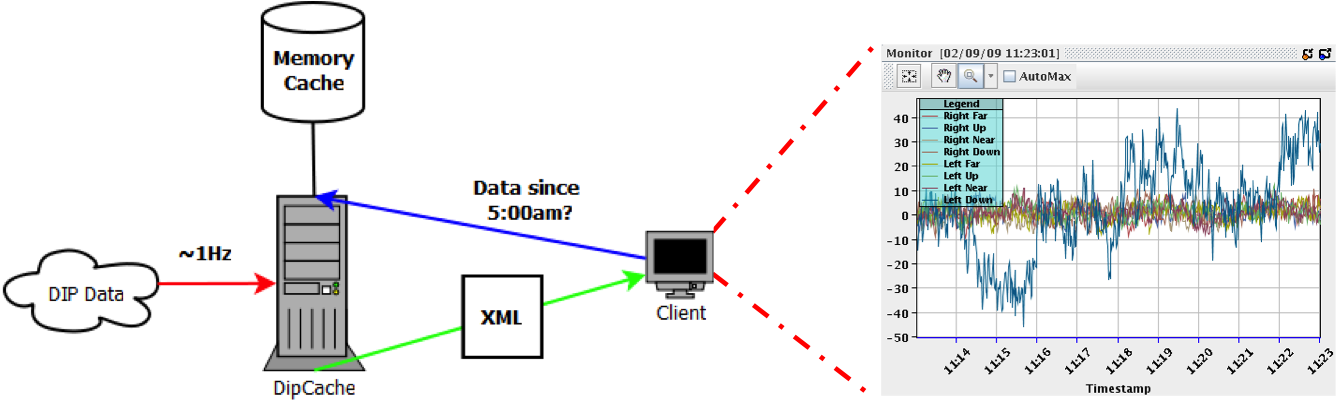 Memory
Cache
Data since
5:00am?
~1Hz
DIP Data
XML
Client
DipCache
Monitor [02/09/09 11:23:01]
AutoMax
Legend
Right Far
Right Up
Right Near
Right Down
Left Far
Left Up
Left Near
Left Down
40
30
20
10
0
-10
-20
-30
-40
-50
11:14
11:15
11:16
11:17
11:18
11:19
11:20
11:21
11:22
11:23
Timestamp